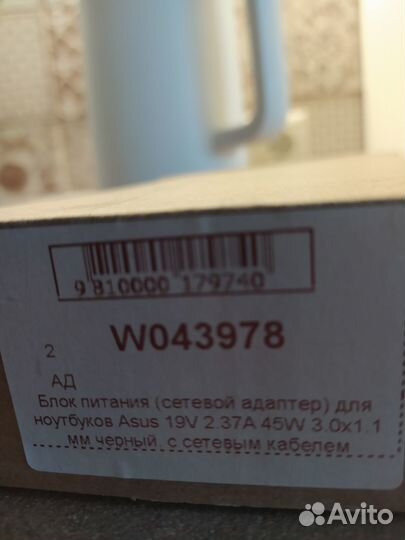 9 810000 179740
W043978
2
АД
Блок питания (сетевой адаптер) для
ноутбуков Asus 19V 2.37A 45W 3.0x1.1
мм черный, с сетевым кабелем
Avito